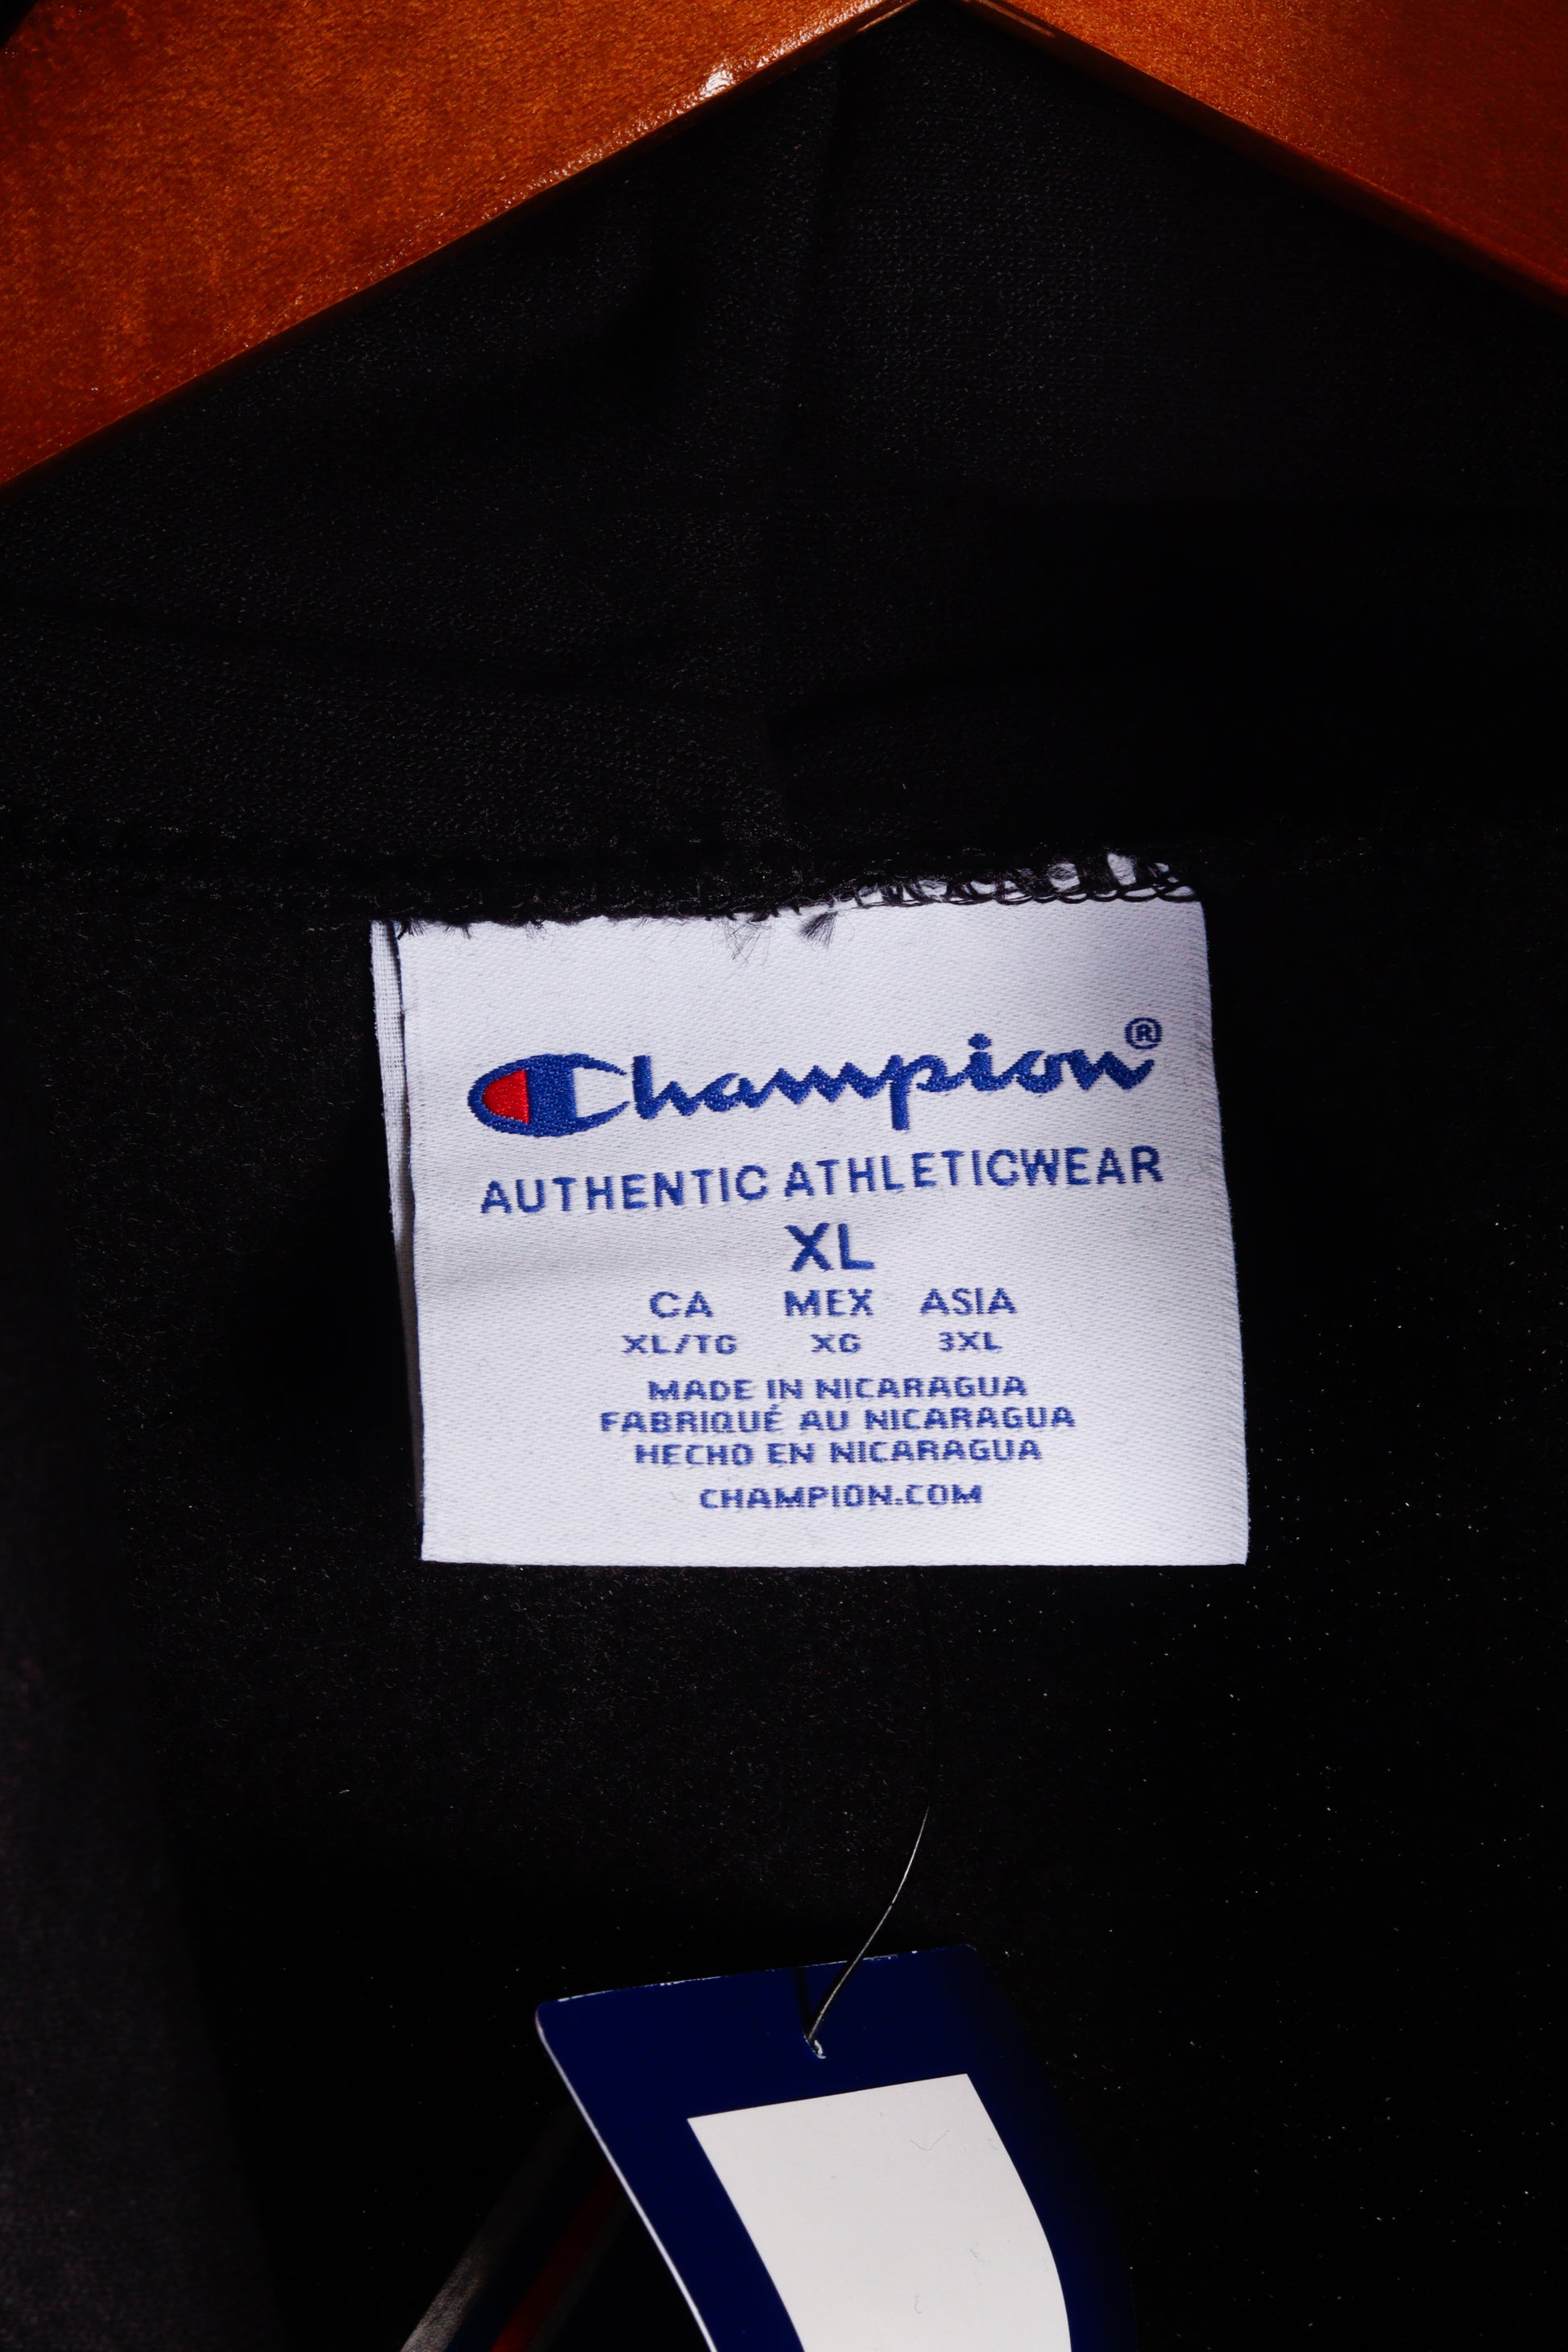 Champion®
AUTHENTIC ATHLETICWEAR
XL
CA MEX ASIA
XL/TG XG 3XL
MADE IN NICARAGUA
FABRIQUÉ AU NICARAGUA
HECHO EN NICARAGUA
CHAMPION.COM